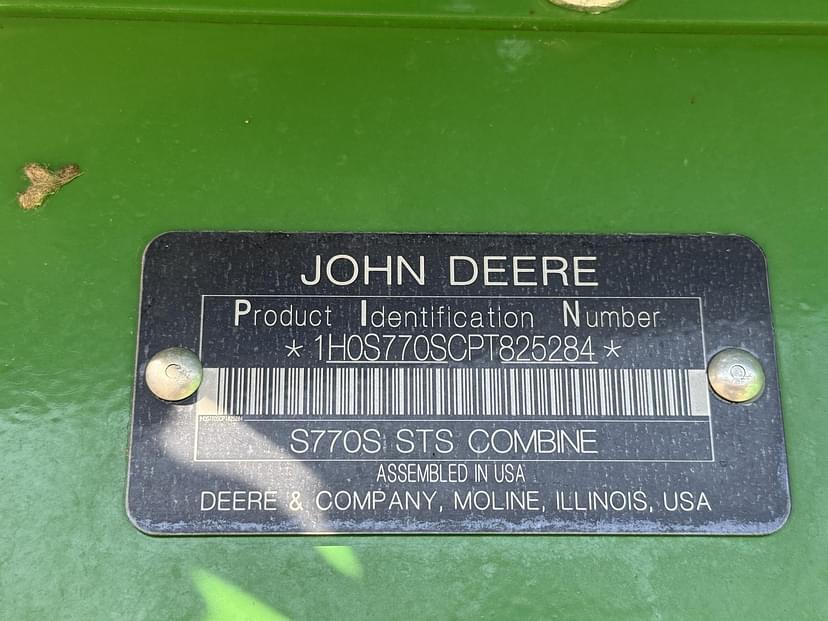 JOHN DEERE
Product Identification Number
*1H0S770SCPT825284*
S770S STS COMBINE
ASSEMBLED IN USA
DEERE & COMPANY, MOLINE, ILLINOIS, USA